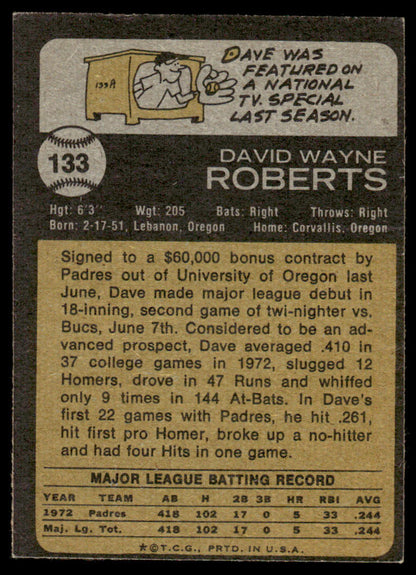 DAVE WAS
FEATURED ON
A NATIONAL
TV. SPECIAL
LAST SEASON.
133
DAVID WAYNE
ROBERTS
Hgt: 6'3" Wgt: 205 Bats: Right Throws: Right
Born: 2-17-51, Lebanon, Oregon Home: Corvallis, Oregon
Signed to a $60,000 bonus contract by
Padres out of University of Oregon last
June, Dave made major league debut in
18-inning, second game of twi-nighter vs.
Bucs, June 7th. Considered to be an ad-
vanced prospect, Dave averaged .410 in
37 college games in 1972, slugged 12
Homers, drove in 47 Runs and whiffed
only 9 times in 144 At-Bats. In Dave's
first 22 games with Padres, he hit .261,
hit first pro Homer, broke up a no-hitter
and had four Hits in one game.
MAJOR LEAGUE BATTING RECORD
YEAR TEAM AB H 2B 3B HR RBI AVG
1972 Padres 418 102 17 0 5 33 .244
Maj. Lg. Tot. 418 102 17 0 5 33 .244
★©T.C.G., PRTD. IN U.S.A.